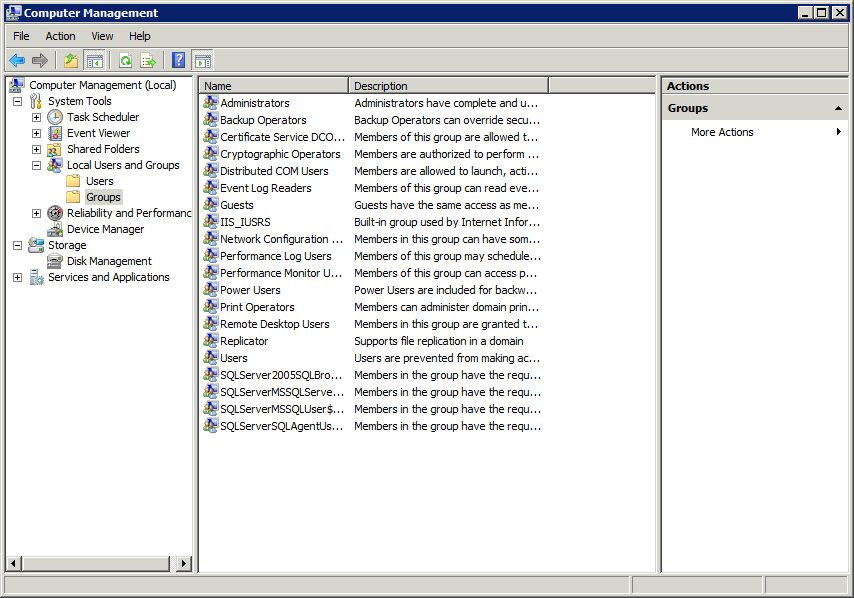 Computer Management
File Action View Help
Computer Management (Local)
System Tools
Task Scheduler
Event Viewer
Shared Folders
Local Users and Groups
Users
Groups
Reliability and Performanc
Device Manager
Storage
Disk Management
Services and Applications
Name Description
Administrators Administrators have complete and u...
Backup Operators Backup Operators can override secu...
Certificate Service DCO... Members of this group are allowed t...
Cryptographic Operators Members are authorized to perform ...
Distributed COM Users Members are allowed to launch, acti...
Event Log Readers Members of this group can read eve...
Guests Guests have the same access as me...
IIS_IUSRS Built-in group used by Internet Infor...
Network Configuration ... Members in this group can have som...
Performance Log Users Members of this group may schedule...
Performance Monitor U... Members of this group can access p...
Power Users Power Users are included for backw...
Print Operators Members can administer domain prin...
Remote Desktop Users Members in this group are granted t...
Replicator Supports file replication in a domain
Users Users are prevented from making ac...
SQLServer2005SQLBro... Members in the group have the requ...
SQLServerMSSQLServe... Members in the group have the requ...
SQLServerMSSQLUser$... Members in the group have the requ...
SQLServerSQLAgentUs... Members in the group have the requ...
Actions
Groups
More Actions